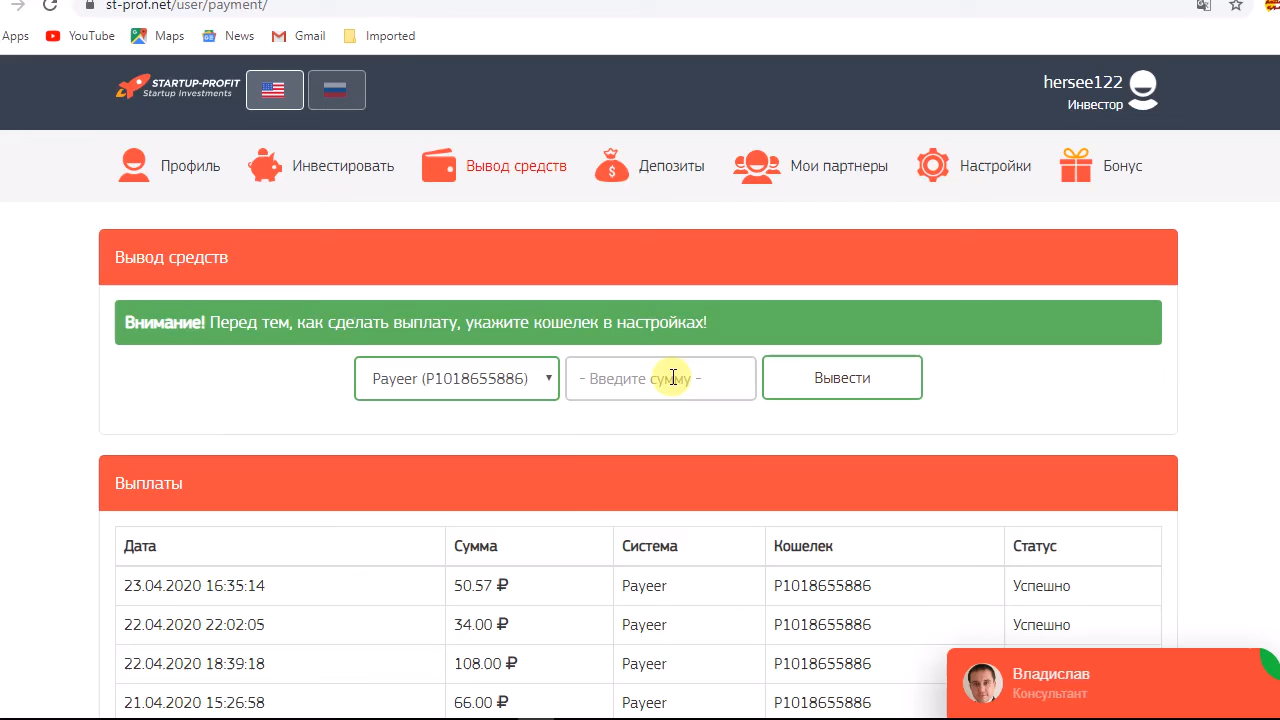 st-prof.net/user/payment/
Apps YouTube Maps News Gmail Imported
STARTUP-PROFIT
Startup Investments
hersee122
Инвестор
Профиль Инвестировать Вывод средств Депозиты Мои партнеры Настройки Бонус
Вывод средств
Внимание! Перед тем, как сделать выплату, укажите кошелек в настройках!
Payeer (P1018655886) - Введите сумму - Вывести
Выплаты
Дата Сумма Система Кошелек Статус
23.04.2020 16:35:14 50.57 ₽ Payeer P1018655886 Успешно
22.04.2020 22:02:05 34.00 ₽ Payeer P1018655886 Успешно
22.04.2020 18:39:18 108.00 ₽ Payeer P1018655886
21.04.2020 15:26:58 66.00 ₽ Payeer P1018655886
Владислав
Консультант